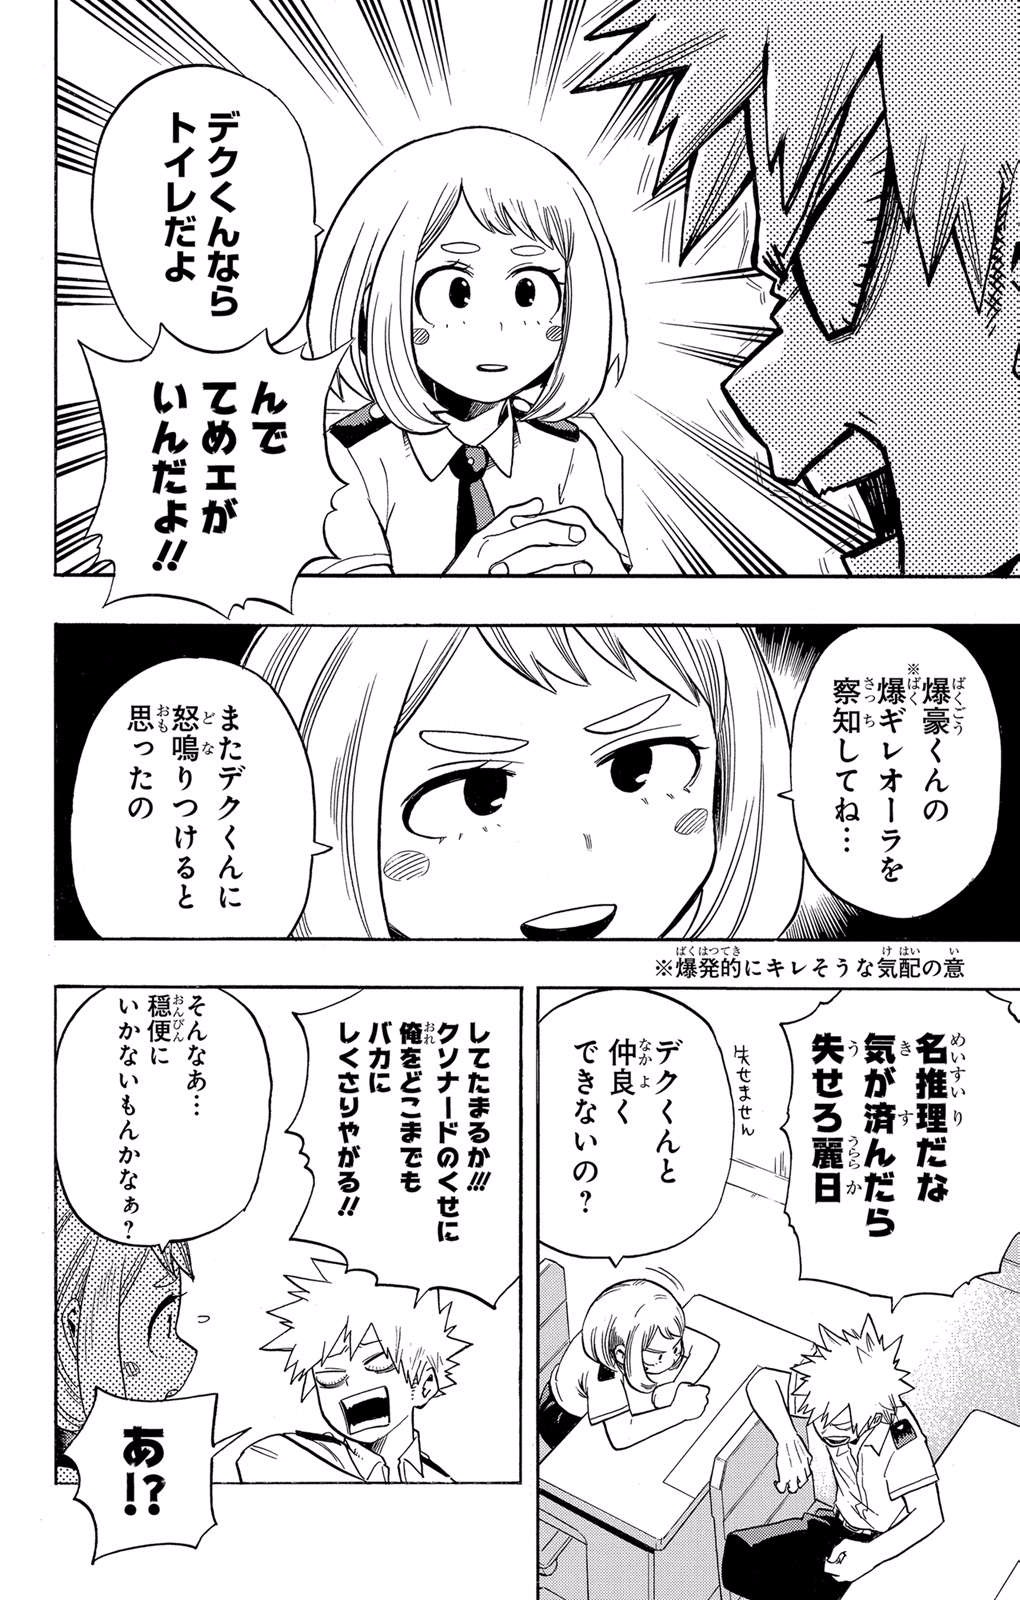 デクくんなら
トイレだよ
んで
てめェが
いんだよ!!
※爆豪くんの
爆ギレオーラを
察知してね…
またデクくんに
怒鳴りつけると
思ったの
※爆発的にキレそうな気配の意
名推理だな
気が済んだら
失せろ麗日
失せません
デクくんと
仲良く
できないの?
してたまるか!!!
クソナードのくせに
俺をどこまでも
バカに
しくさりやがる!!
そんなあ…
穏便に
いかないもんかなぁ?
あ!?